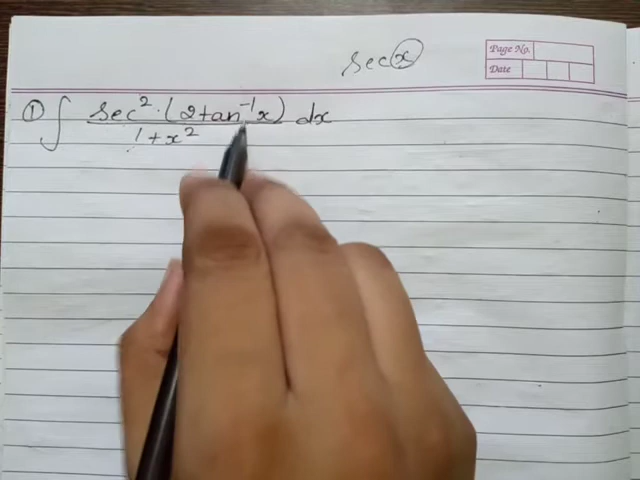 sec x
Page No.
Date
① ∫ sec² · (2tan⁻¹x) dx
1 + x²